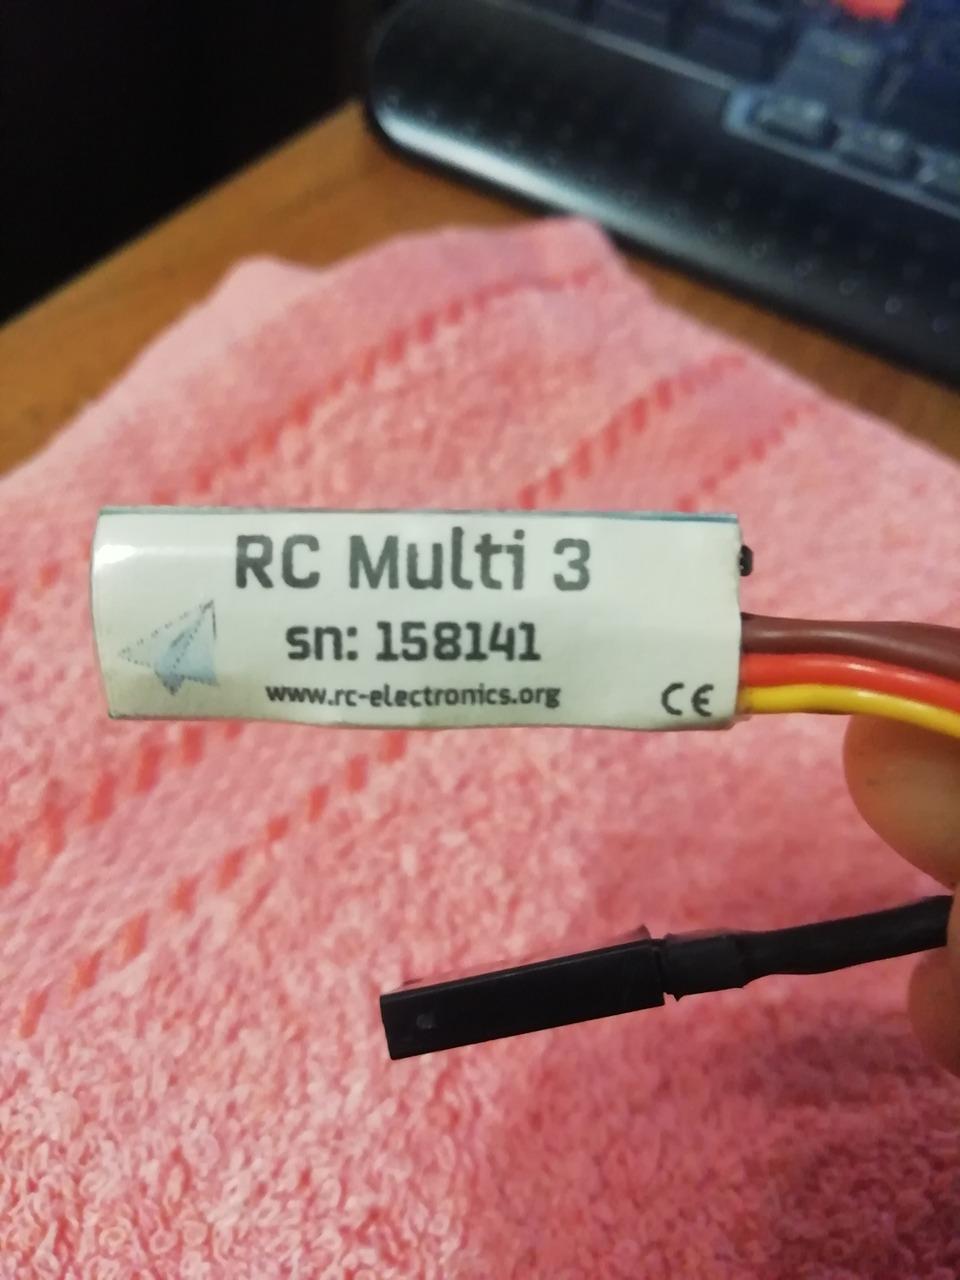 RC Multi 3
sn: 158141
www.rc-electronics.org
CE